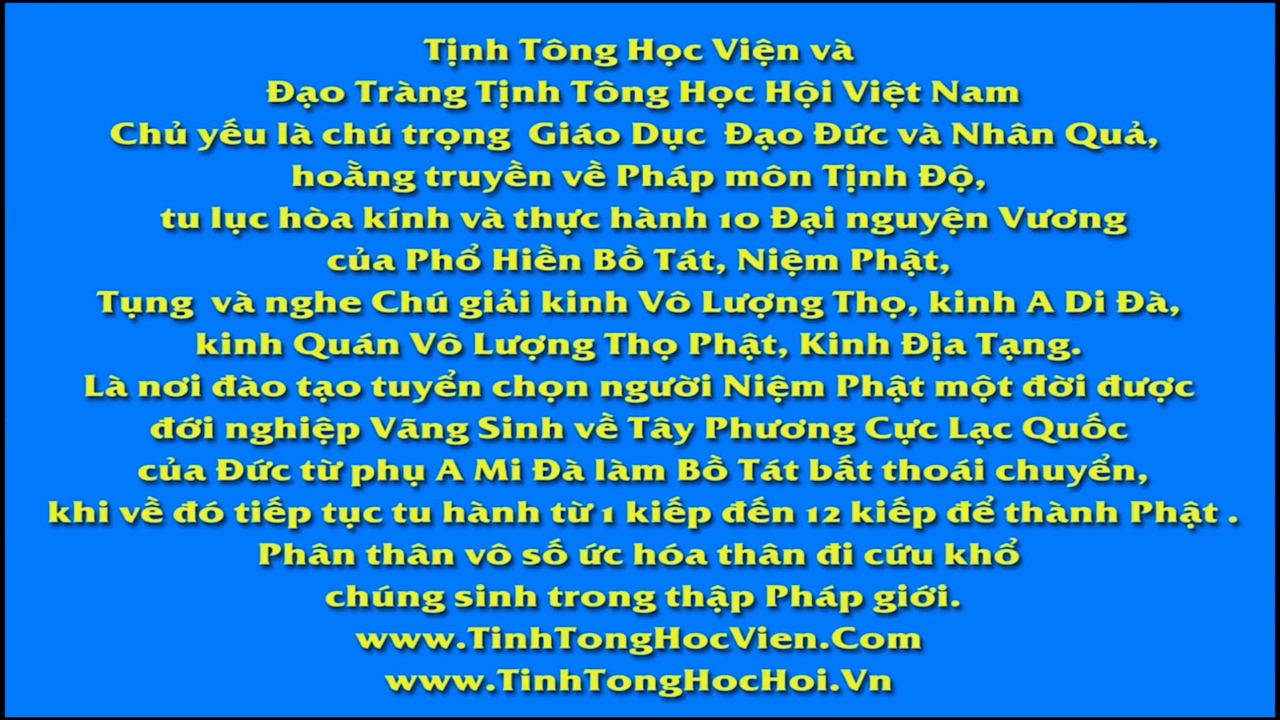 Tịnh Tông Học Viện và
Đạo Tràng Tịnh Tông Học Hội Việt Nam
Chủ yếu là chú trọng Giáo Dục Đạo Đức và Nhân Quả,
hoằng truyền về Pháp môn Tịnh Độ,
tu lục hòa kính và thực hành 10 Đại nguyện Vương
của Phổ Hiền Bồ Tát, Niệm Phật,
Tụng và nghe Chú giải kinh Vô Lượng Thọ, kinh A Di Đà,
kinh Quán Vô Lượng Thọ Phật, Kinh Địa Tạng.
Là nơi đào tạo tuyển chọn người Niệm Phật một đời được
đới nghiệp Vãng Sinh về Tây Phương Cực Lạc Quốc
của Đức từ phụ A Mi Đà làm Bồ Tát bất thoái chuyển,
khi về đó tiếp tục tu hành từ 1 kiếp đến 12 kiếp để thành Phật .
Phân thân vô số ức hóa thân đi cứu khổ
chúng sinh trong thập Pháp giới.
www.TinhTongHocVien.Com
www.TinhTongHocHoi.Vn